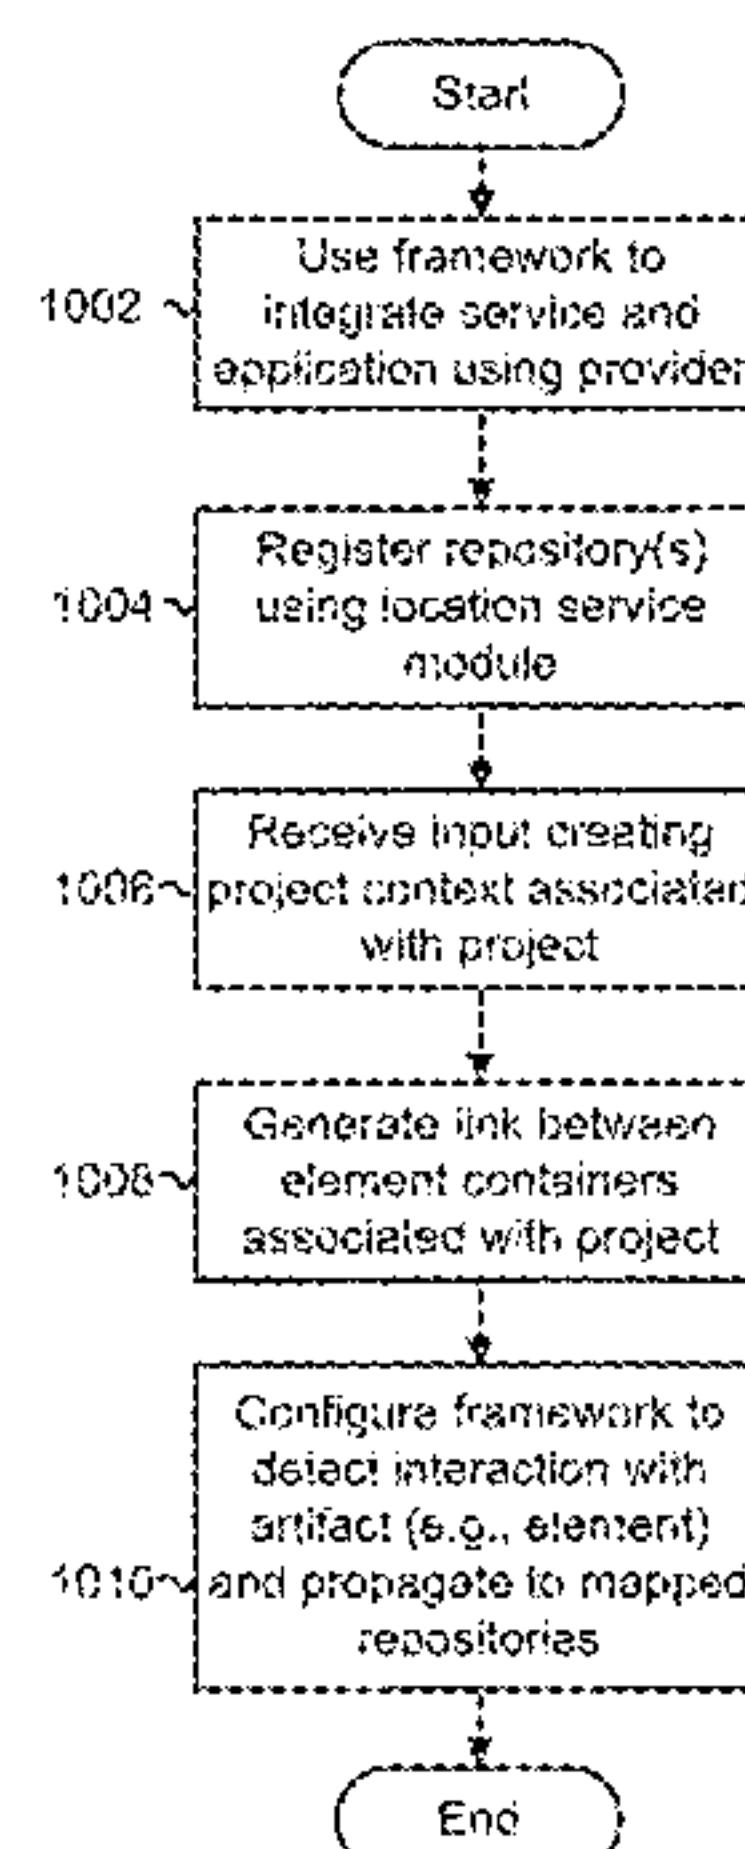 Start
Use framework to
1002
integrate service and
application using provider
Register repository(s)
1004
using location service
module
Receive input creating
1006
project context associated
with project
Generate link between
1008
element containers
associated with project
Configure framework to
detect interaction with
artifact (e.g., element)
1010
and propagate to mapped
repositories
End